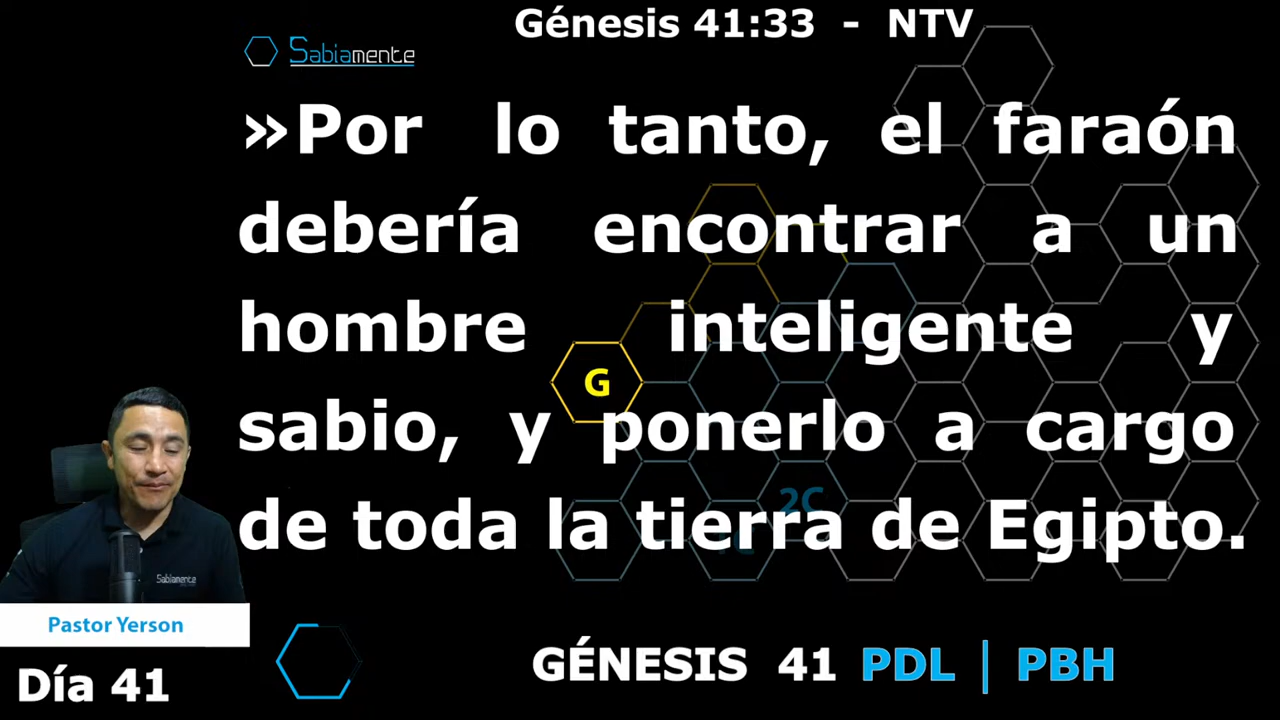 Génesis 41:33 - NTV
Sabiamente
»Por lo tanto, el faraón
debería encontrar a un
hombre inteligente y
G
sabio, y ponerlo a cargo
2C
de toda la tierra de Egipto.
Sabiamente
Pastor Yerson
Día 41
GÉNESIS 41 PDL | PBH